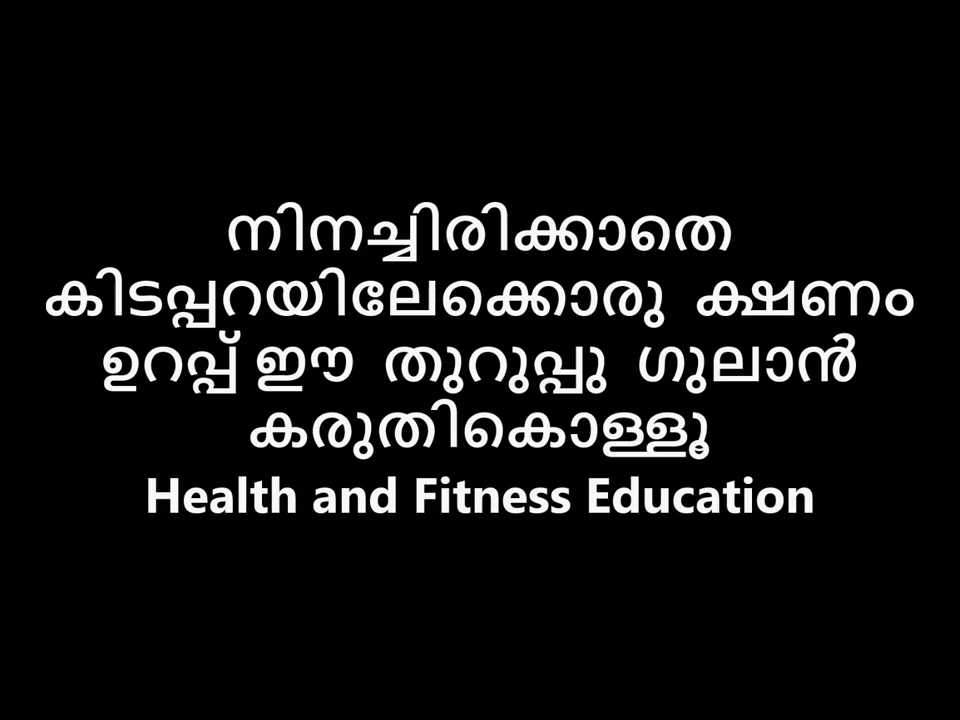 നിനച്ചിരിക്കാതെ
കിടപ്പറയിലേക്കൊരു ക്ഷണം
ഉറപ്പ് ഈ തുറുപ്പു ഗുലാൻ
കരുതികൊള്ളൂ
Health and Fitness Education